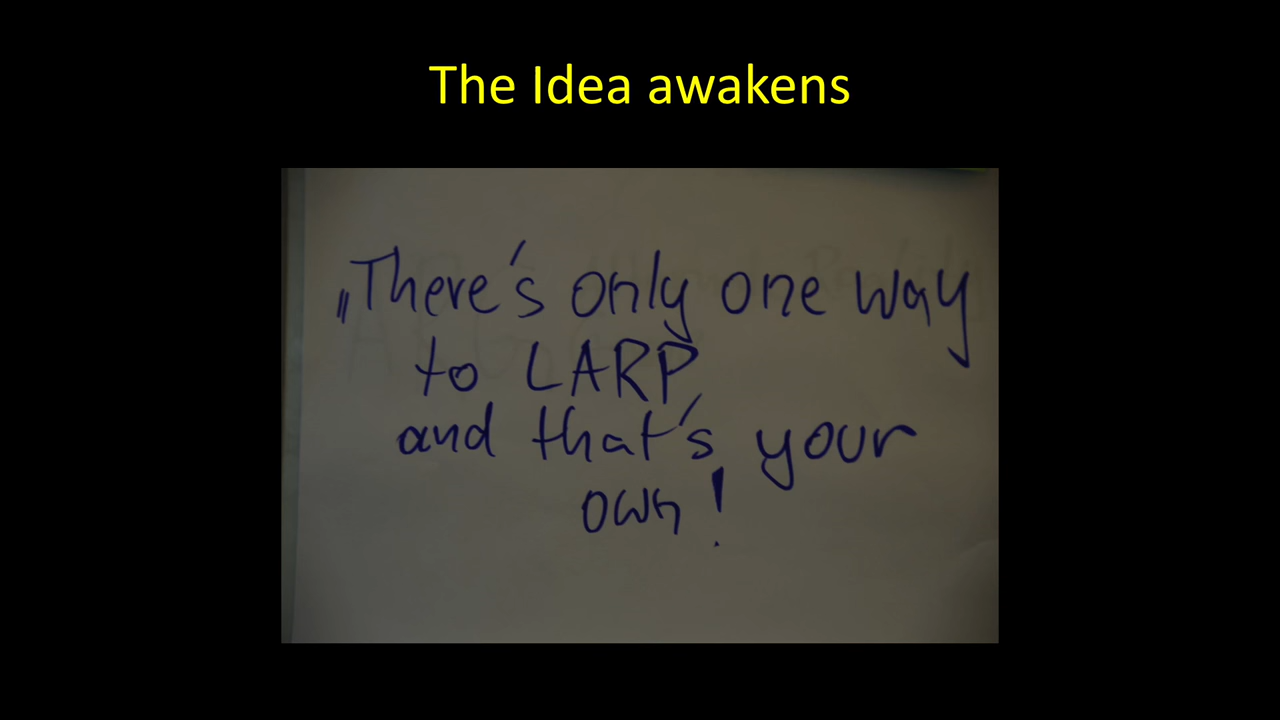 The Idea awakens
„There's only one way
to LARP,
and that's your
own!